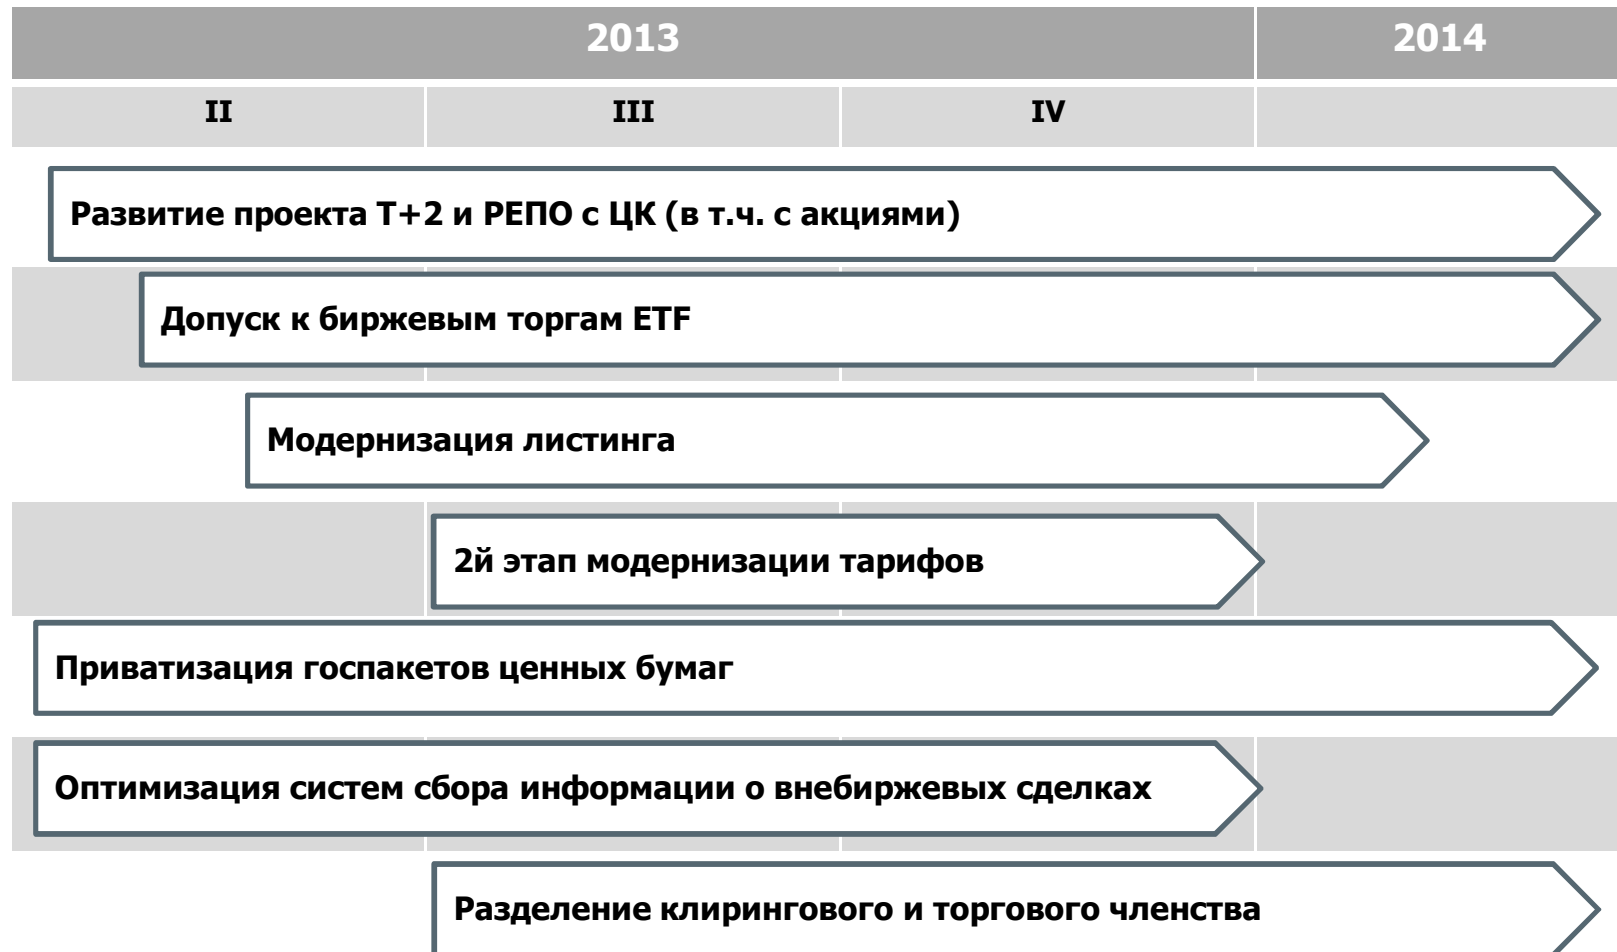 2013 2014
II III IV
Развитие проекта Т+2 и РЕПО с ЦК (в т.ч. с акциями)
Допуск к биржевым торгам ETF
Модернизация листинга
2й этап модернизации тарифов
Приватизация госпакетов ценных бумаг
Оптимизация систем сбора информации о внебиржевых сделках
Разделение клирингового и торгового членства